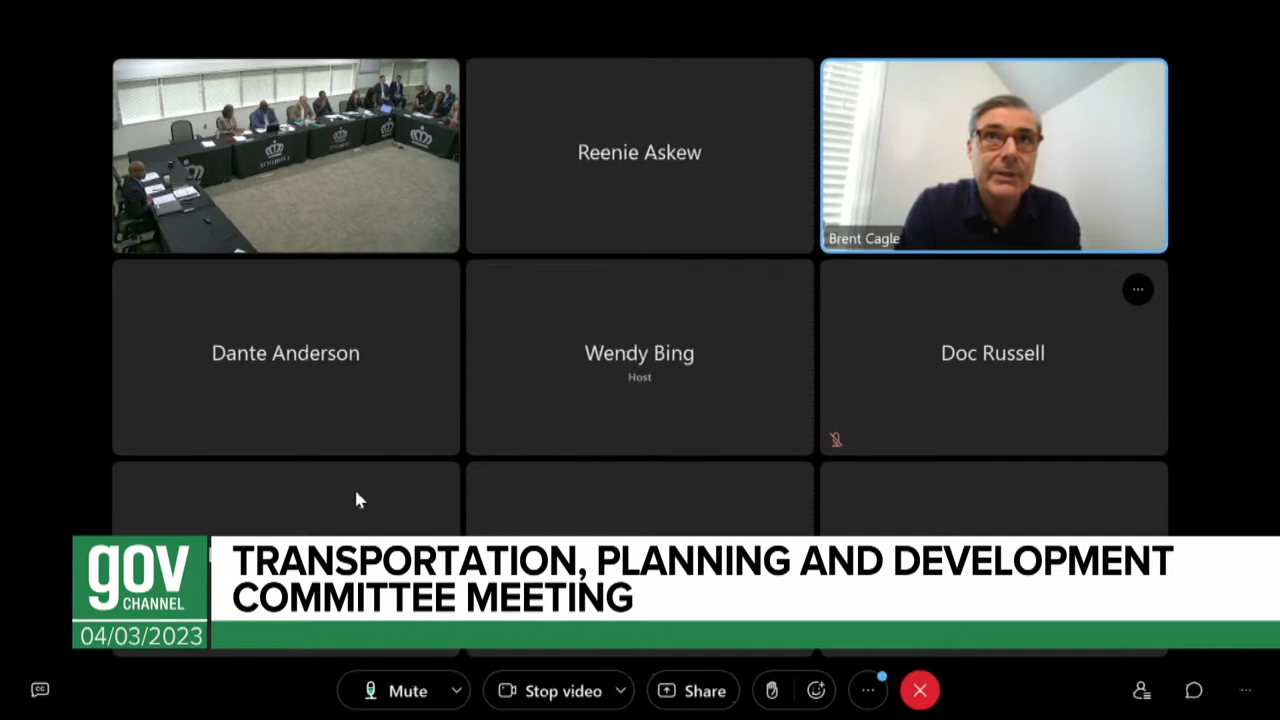 Reenie Askew
Brent Cagle
Dante Anderson
Wendy Bing
Host
Doc Russell
gov
CHANNEL
04/03/2023
TRANSPORTATION, PLANNING AND DEVELOPMENT
COMMITTEE MEETING
CC
Mute
Stop video
Share